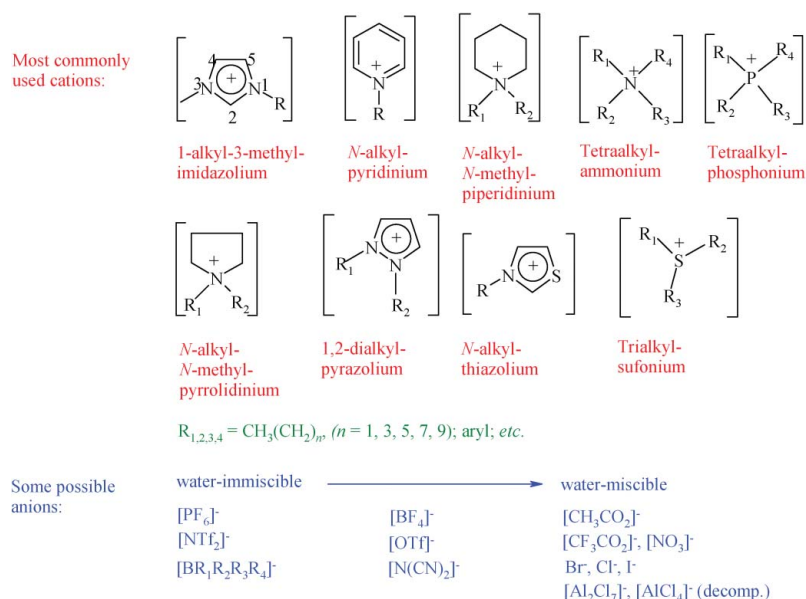 Most commonly
used cations:
4 5
3 N + N 1
2 R
1-alkyl-3-methyl-
imidazolium
+
N
R
N-alkyl-
pyridinium
+
N
R₁ R₂
N-alkyl-
N-methyl-
piperidinium
R₁ + R₄
N
R₂ R₃
Tetraalkyl-
ammonium
R₁ + R₄
P
R₂ R₃
Tetraalkyl-
phosphonium
+
N
R₁ R₂
N-alkyl-
N-methyl-
pyrrolidinium
N +
R₁ N
R₂
1,2-dialkyl-
pyrazolium
N + S
R
N-alkyl-
thiazolium
R₁ + R₂
S
R₃
Trialkyl-
sufonium
R₁,₂,₃,₄ = CH₃(CH₂)ₙ, (n = 1, 3, 5, 7, 9); aryl; etc.
Some possible
anions:
water-immiscible water-miscible
[PF₆]⁻ [BF₄]⁻ [CH₃CO₂]⁻
[NTf₂]⁻ [OTf]⁻ [CF₃CO₂]⁻, [NO₃]⁻
[BR₁R₂R₃R₄]⁻ [N(CN)₂]⁻ Br⁻, Cl⁻, I⁻
[Al₂Cl₇]⁻, [AlCl₄]⁻ (decomp.)